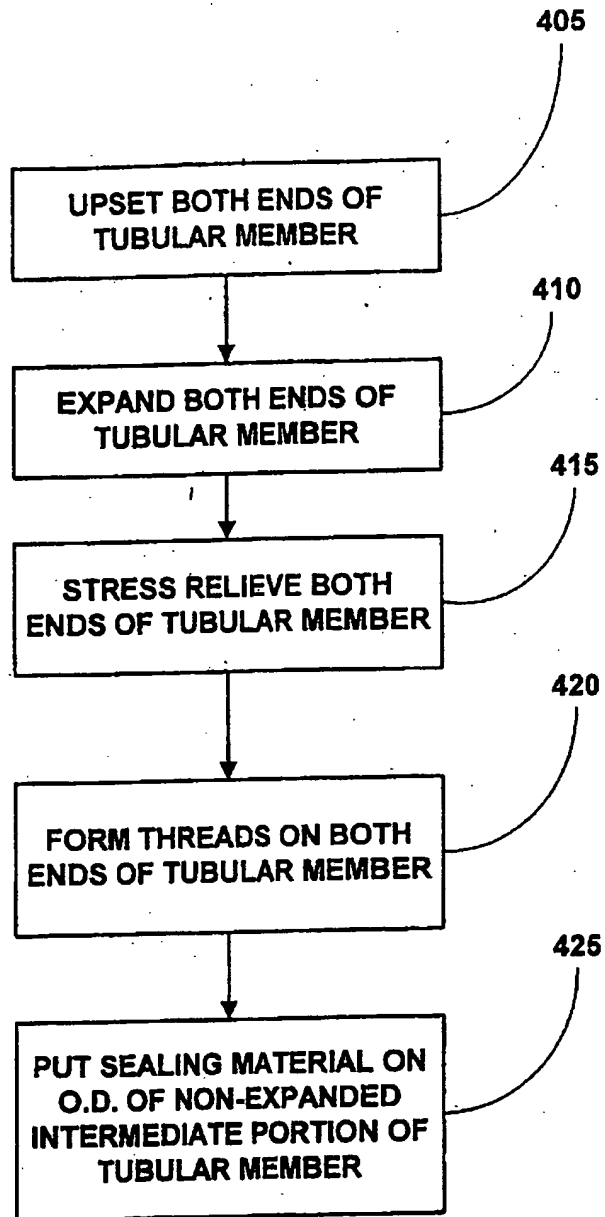 405
UPSET BOTH ENDS OF
TUBULAR MEMBER
410
EXPAND BOTH ENDS OF
TUBULAR MEMBER
415
STRESS RELIEVE BOTH
ENDS OF TUBULAR MEMBER
420
FORM THREADS ON BOTH
ENDS OF TUBULAR MEMBER
425
PUT SEALING MATERIAL ON
O.D. OF NON-EXPANDED
INTERMEDIATE PORTION OF
TUBULAR MEMBER